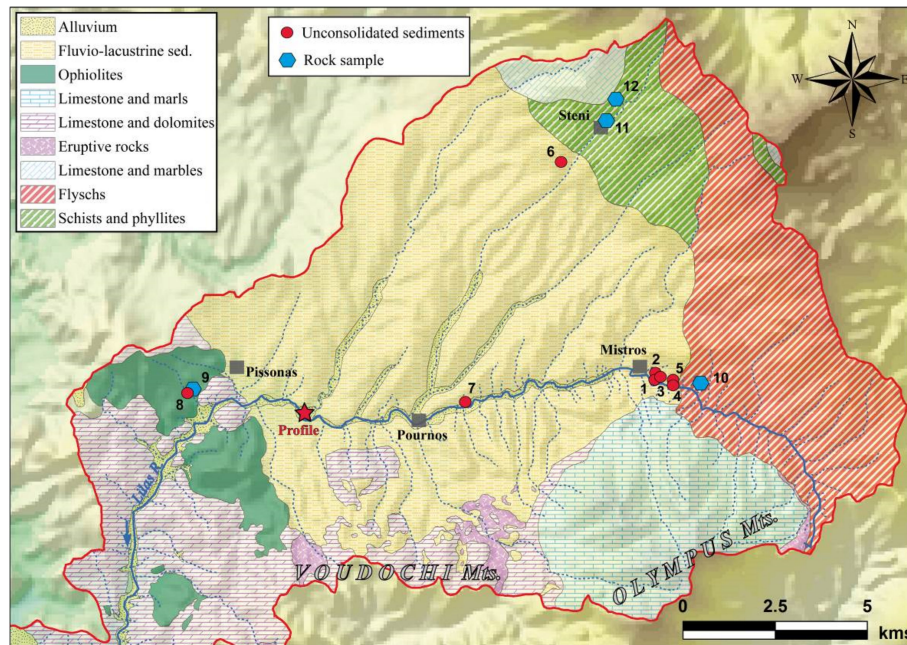 Alluvium
Fluvio-lacustrine sed.
Ophiolites
Limestone and marls
Limestone and dolomites
Eruptive rocks
Limestone and marbles
Flyschs
Schists and phyllites
Unconsolidated sediments
Rock sample
N
W E
S
12
Steni
11
6
Mistros
2
5
10
1
3
4
Pissonas
9
8
7
Profile
Pournos
Lilas R.
VOUDOCHI Mts.
OLYMPUS Mts.
0 2.5 5
kms